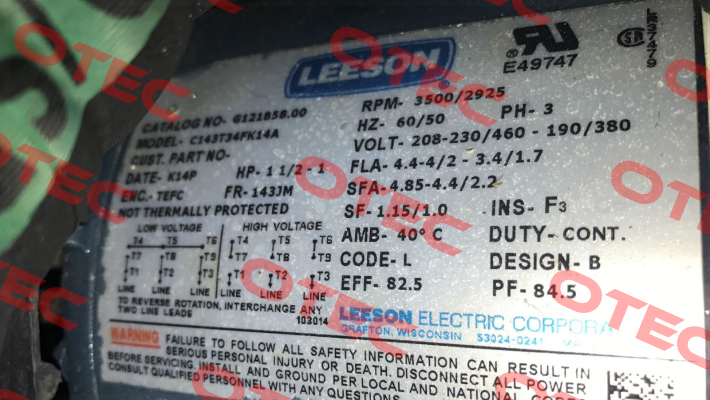 LEESON
E49747
LR37476
CATALOG NO. G121858.00
MODEL- C143T34FK14A
CUST. PART NO-
DATE- K14P HP- 1 1/2 - 1
ENC.- TEFC FR- 143JM
NOT THERMALLY PROTECTED
RPM- 3500/2925
HZ- 60/50 PH- 3
VOLT- 208-230/460 - 190/380
FLA- 4.4-4/2 - 3.4/1.7
SFA- 4.85-4.4/2.2
SF- 1.15/1.0 INS- F3
AMB- 40° C DUTY- CONT.
CODE- L DESIGN- B
EFF- 82.5 PF- 84.5
LOW VOLTAGE HIGH VOLTAGE
T4 T5 T6 T4 T5 T6
T7 T8 T9 T7 T8 T9
T1 T2 T3 T1 T2 T3
LINE LINE LINE LINE LINE LINE
TO REVERSE ROTATION, INTERCHANGE ANY
TWO LINE LEADS 103014
LEESON ELECTRIC CORPORA
GRAFTON, WISCONSIN 53024-0241
WARNING FAILURE TO FOLLOW ALL SAFETY INFORMATION CAN RESULT IN
SERIOUS PERSONAL INJURY OR DEATH. DISCONNECT ALL POWER
BEFORE SERVICING. INSTALL AND GROUND PER LOCAL AND NATIONAL CODES
CONSULT QUALIFIED PERSONNEL WITH ANY QUESTIONS
OTEC